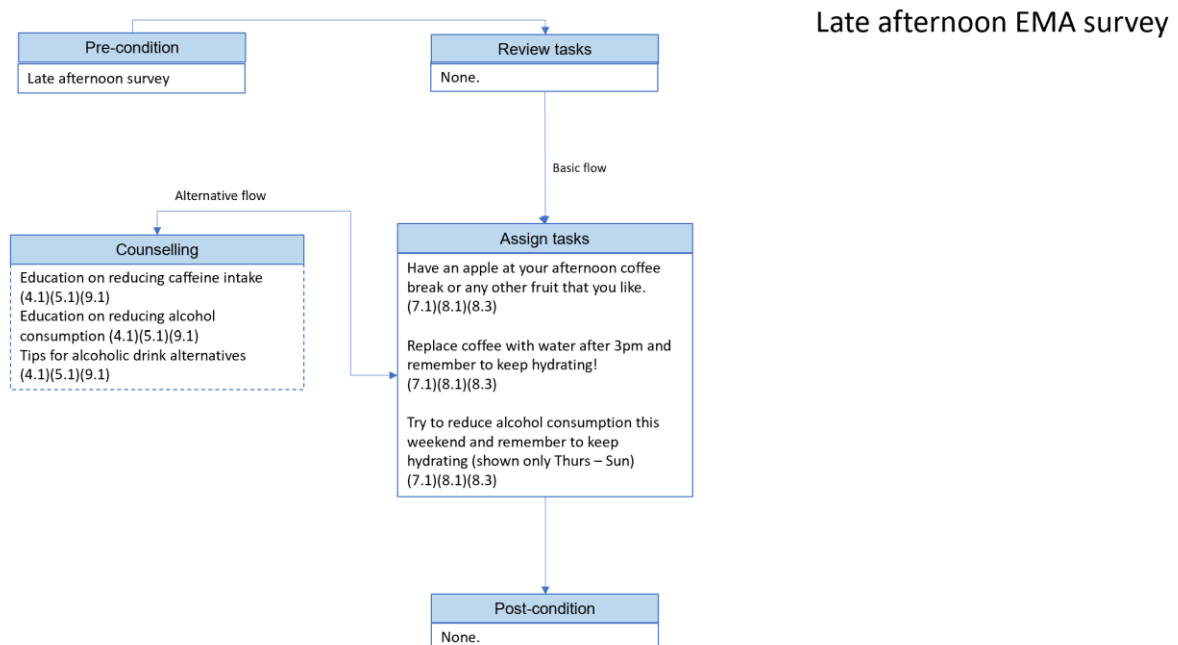 Late afternoon EMA survey
Pre-condition
Late afternoon survey
Review tasks
None.
Basic flow
Alternative flow
Counselling
Education on reducing caffeine intake
(4.1)(5.1)(9.1)
Education on reducing alcohol
consumption (4.1)(5.1)(9.1)
Tips for alcoholic drink alternatives
(4.1)(5.1)(9.1)
Assign tasks
Have an apple at your afternoon coffee
break or any other fruit that you like.
(7.1)(8.1)(8.3)
Replace coffee with water after 3pm and
remember to keep hydrating!
(7.1)(8.1)(8.3)
Try to reduce alcohol consumption this
weekend and remember to keep
hydrating (shown only Thurs – Sun)
(7.1)(8.1)(8.3)
Post-condition
None.